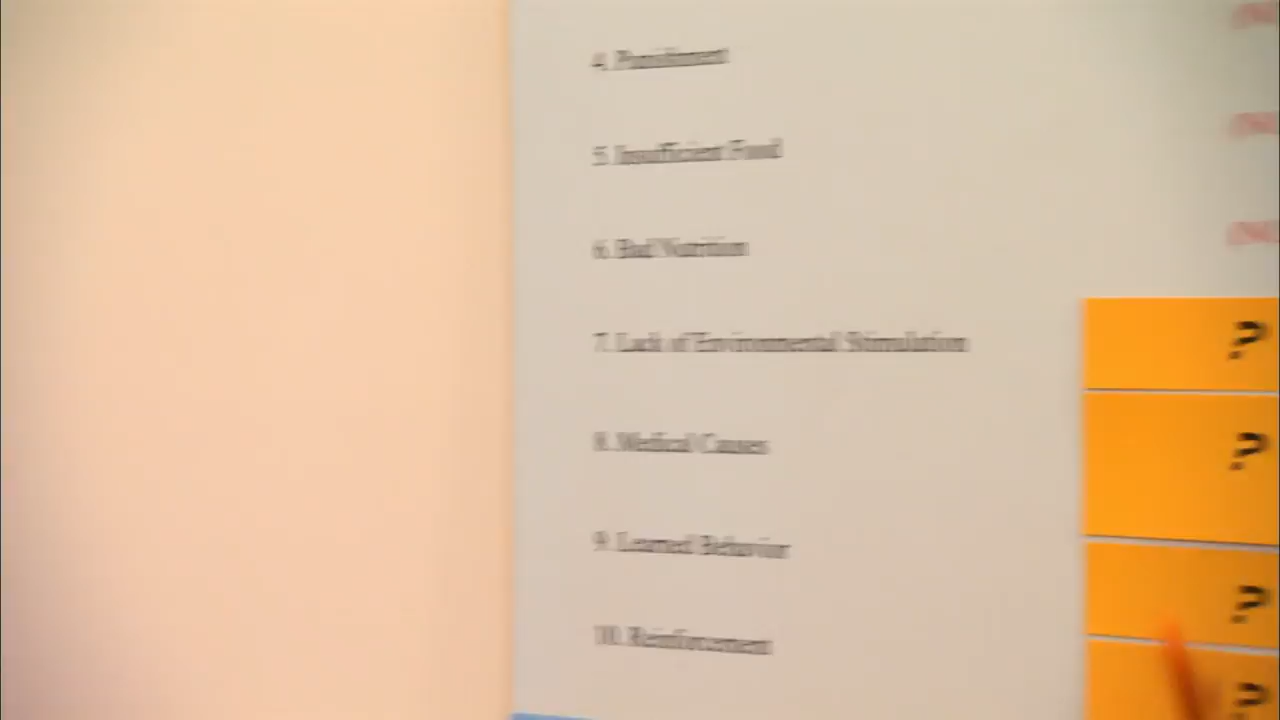 4. Punishment
5. Insufficient Food
6. Bad Nutrition
7. Lack of Environmental Stimulation
?
8. Medical Causes
?
9. Learned Behavior
?
10. Reinforcement
?